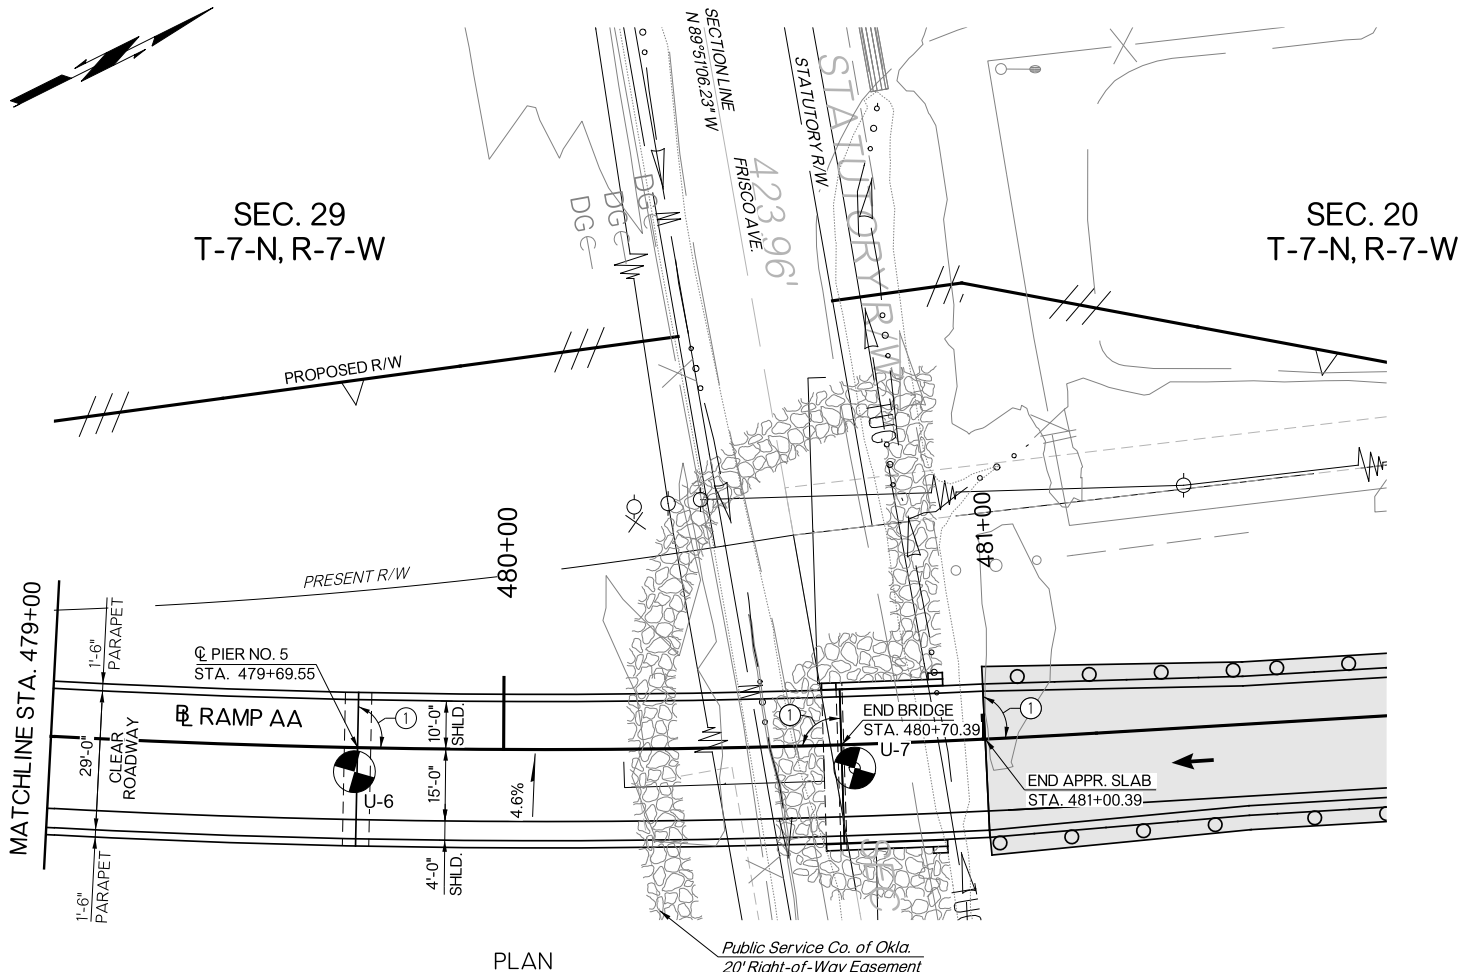 SECTION LINE
N 89°51'06.23" W
STATUTORY R/W
STATUTORY R/W
423.96'
FRISCO AVE.
DG
DG
DG
SEC. 29
T-7-N, R-7-W
SEC. 20
T-7-N, R-7-W
PROPOSED R/W
UG
480+00
481+00
PRESENT R/W
MATCHLINE STA. 479+00
1'-6"
PARAPET
℄ PIER NO. 5
STA. 479+69.55
BL RAMP AA
1
10'-0"
SHLD.
1
END BRIDGE
STA. 480+70.39
1
29'-0"
CLEAR
ROADWAY
U-6
15'-0"
4.6%
U-7
END APPR. SLAB
STA. 481+00.39
4'-0"
SHLD.
1'-6"
PARAPET
PLAN
Public Service Co. of Okla.
20' Right-of-Way Easement